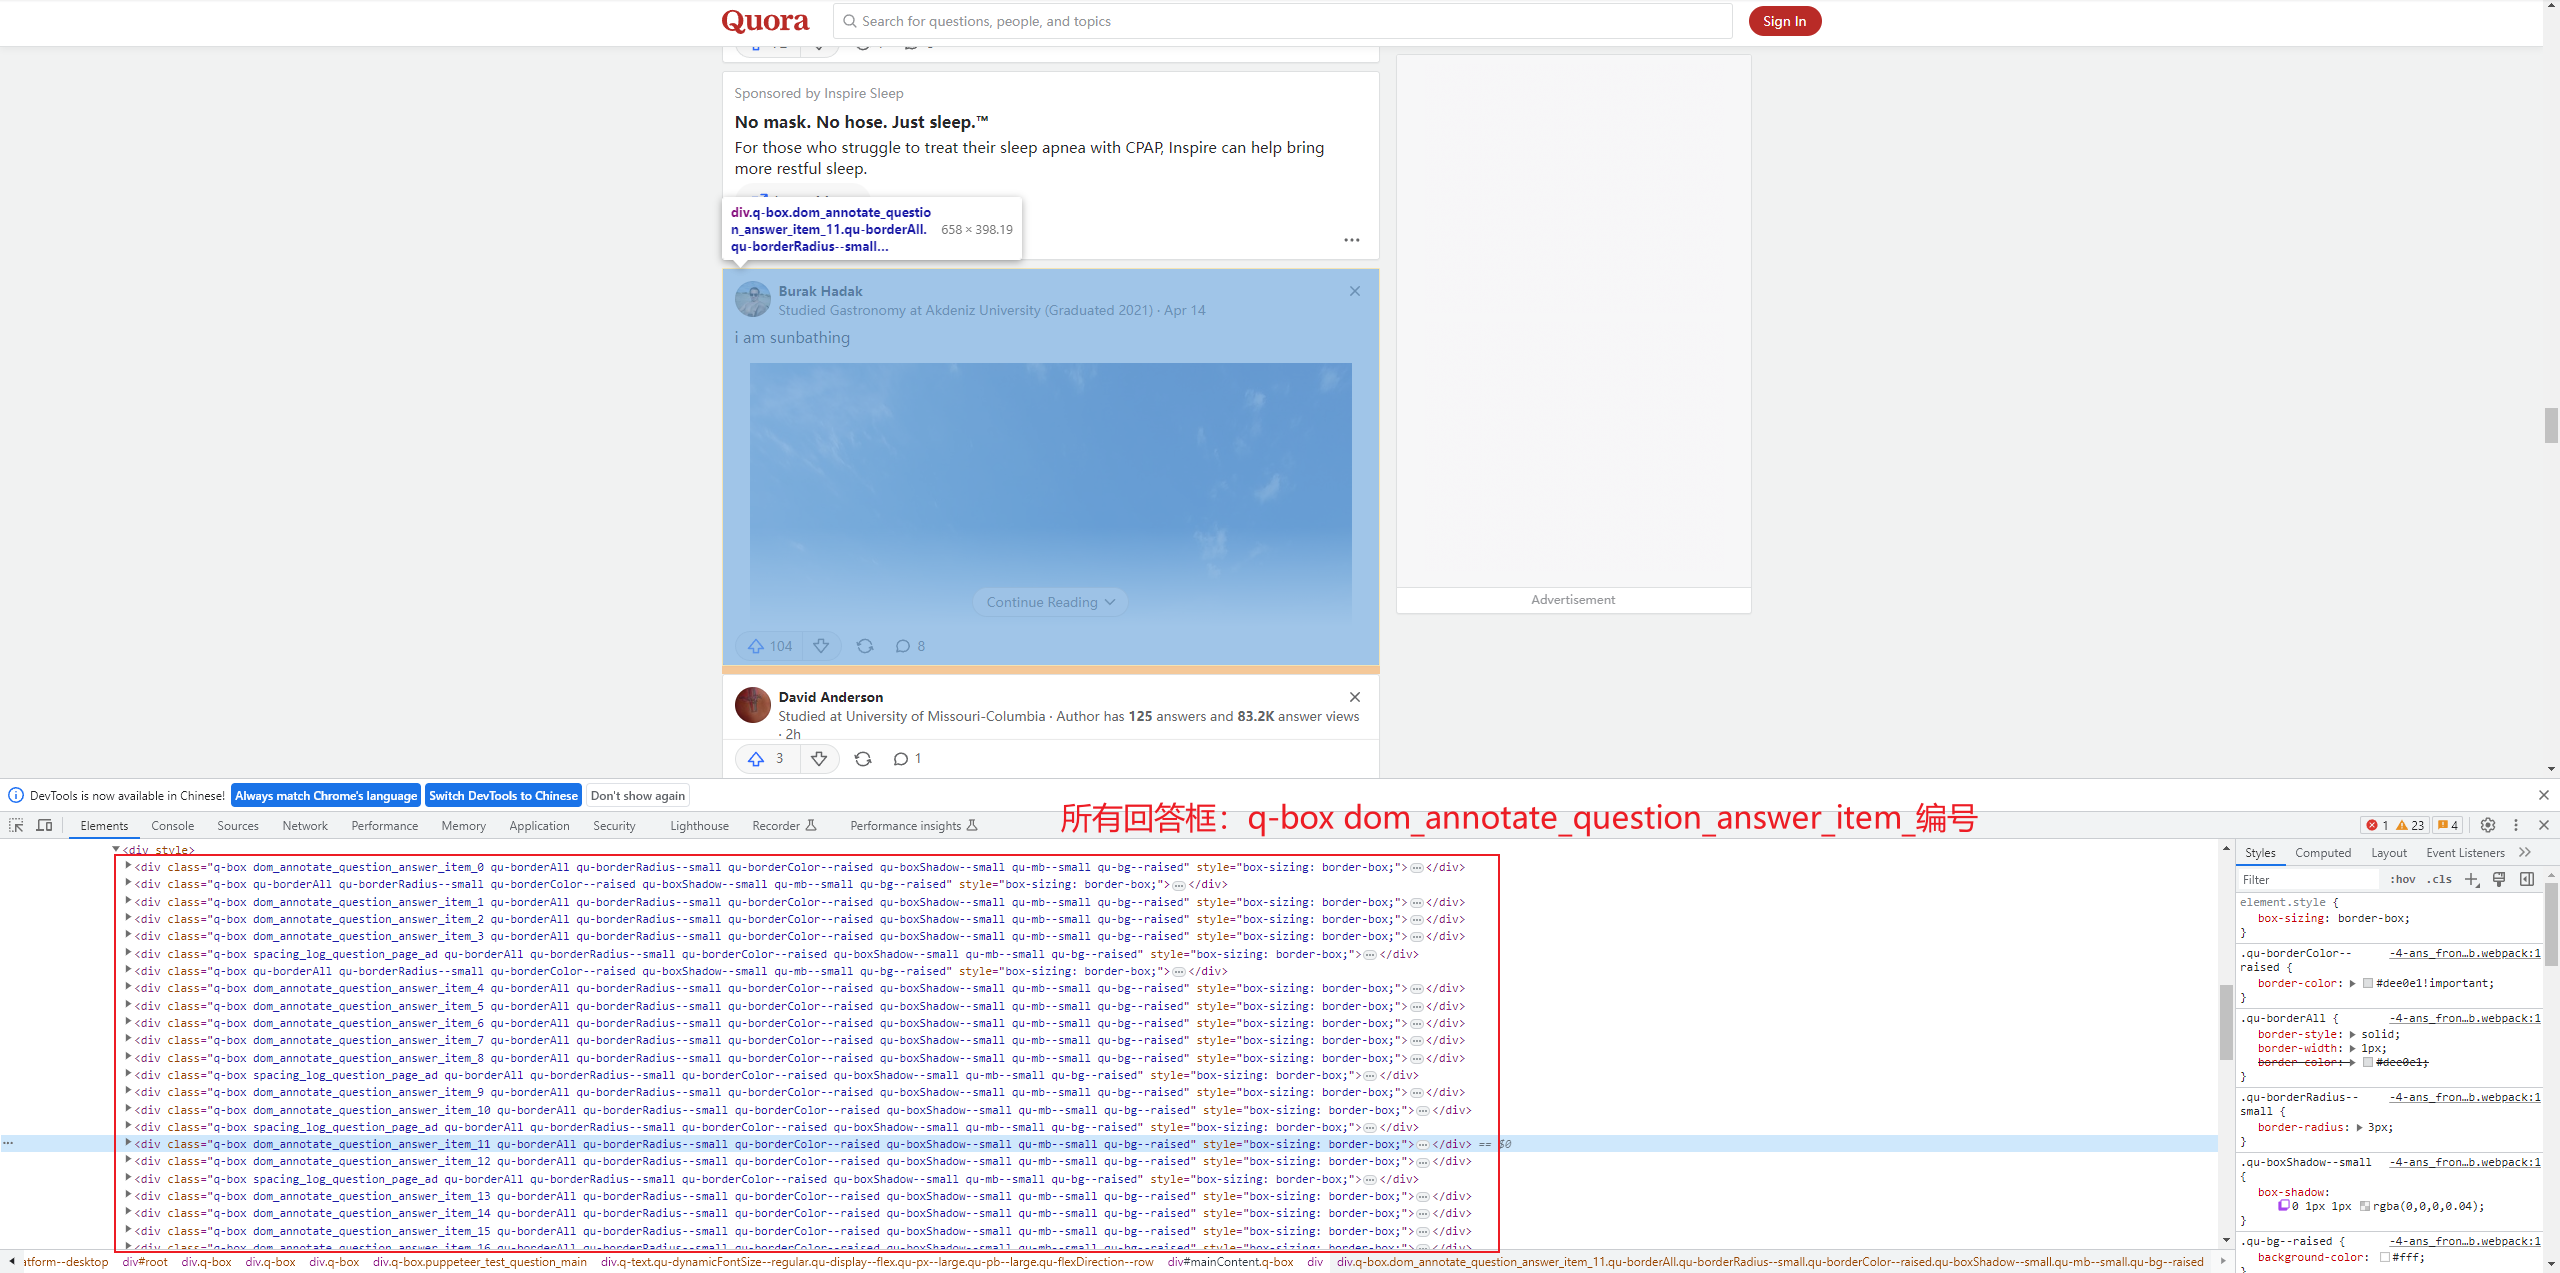 Quora
Search for questions, people, and topics
Sign In
Sponsored by Inspire Sleep
No mask. No hose. Just sleep.™
For those who struggle to treat their sleep apnea with CPAP, Inspire can help bring
more restful sleep.
div.q-box.dom_annotate_questio
n_answer_item_11.qu-borderAll.
qu-borderRadius--small...
658 × 398.19
Burak Hadak
Studied Gastronomy at Akdeniz University (Graduated 2021) · Apr 14
i am sunbathing
Continue Reading
104
8
David Anderson
Studied at University of Missouri-Columbia · Author has 125 answers and 83.2K answer views
· 2h
3
1
Advertisement
DevTools is now available in Chinese!
Always match Chrome's language
Switch DevTools to Chinese
Don't show again
所有回答框：q-box dom_annotate_question_answer_item_编号
Elements Console Sources Network Performance Memory Application Security Lighthouse Recorder Performance insights
1 23 4
<div style>
<div class="q-box dom_annotate_question_answer_item_0 qu-borderAll qu-borderRadius--small qu-borderColor--raised qu-boxShadow--small qu-mb--small qu-bg--raised" style="box-sizing: border-box;">…</div>
<div class="q-box qu-borderAll qu-borderRadius--small qu-borderColor--raised qu-boxShadow--small qu-mb--small qu-bg--raised" style="box-sizing: border-box;">…</div>
<div class="q-box dom_annotate_question_answer_item_1 qu-borderAll qu-borderRadius--small qu-borderColor--raised qu-boxShadow--small qu-mb--small qu-bg--raised" style="box-sizing: border-box;">…</div>
<div class="q-box dom_annotate_question_answer_item_2 qu-borderAll qu-borderRadius--small qu-borderColor--raised qu-boxShadow--small qu-mb--small qu-bg--raised" style="box-sizing: border-box;">…</div>
<div class="q-box dom_annotate_question_answer_item_3 qu-borderAll qu-borderRadius--small qu-borderColor--raised qu-boxShadow--small qu-mb--small qu-bg--raised" style="box-sizing: border-box;">…</div>
<div class="q-box spacing_log_question_page_ad qu-borderAll qu-borderRadius--small qu-borderColor--raised qu-boxShadow--small qu-mb--small qu-bg--raised" style="box-sizing: border-box;">…</div>
<div class="q-box qu-borderAll qu-borderRadius--small qu-borderColor--raised qu-boxShadow--small qu-mb--small qu-bg--raised" style="box-sizing: border-box;">…</div>
<div class="q-box dom_annotate_question_answer_item_4 qu-borderAll qu-borderRadius--small qu-borderColor--raised qu-boxShadow--small qu-mb--small qu-bg--raised" style="box-sizing: border-box;">…</div>
<div class="q-box dom_annotate_question_answer_item_5 qu-borderAll qu-borderRadius--small qu-borderColor--raised qu-boxShadow--small qu-mb--small qu-bg--raised" style="box-sizing: border-box;">…</div>
<div class="q-box dom_annotate_question_answer_item_6 qu-borderAll qu-borderRadius--small qu-borderColor--raised qu-boxShadow--small qu-mb--small qu-bg--raised" style="box-sizing: border-box;">…</div>
<div class="q-box dom_annotate_question_answer_item_7 qu-borderAll qu-borderRadius--small qu-borderColor--raised qu-boxShadow--small qu-mb--small qu-bg--raised" style="box-sizing: border-box;">…</div>
<div class="q-box dom_annotate_question_answer_item_8 qu-borderAll qu-borderRadius--small qu-borderColor--raised qu-boxShadow--small qu-mb--small qu-bg--raised" style="box-sizing: border-box;">…</div>
<div class="q-box spacing_log_question_page_ad qu-borderAll qu-borderRadius--small qu-borderColor--raised qu-boxShadow--small qu-mb--small qu-bg--raised" style="box-sizing: border-box;">…</div>
<div class="q-box dom_annotate_question_answer_item_9 qu-borderAll qu-borderRadius--small qu-borderColor--raised qu-boxShadow--small qu-mb--small qu-bg--raised" style="box-sizing: border-box;">…</div>
<div class="q-box dom_annotate_question_answer_item_10 qu-borderAll qu-borderRadius--small qu-borderColor--raised qu-boxShadow--small qu-mb--small qu-bg--raised" style="box-sizing: border-box;">…</div>
<div class="q-box spacing_log_question_page_ad qu-borderAll qu-borderRadius--small qu-borderColor--raised qu-boxShadow--small qu-mb--small qu-bg--raised" style="box-sizing: border-box;">…</div>
<div class="q-box dom_annotate_question_answer_item_11 qu-borderAll qu-borderRadius--small qu-borderColor--raised qu-boxShadow--small qu-mb--small qu-bg--raised" style="box-sizing: border-box;">…</div> == $0
<div class="q-box dom_annotate_question_answer_item_12 qu-borderAll qu-borderRadius--small qu-borderColor--raised qu-boxShadow--small qu-mb--small qu-bg--raised" style="box-sizing: border-box;">…</div>
<div class="q-box spacing_log_question_page_ad qu-borderAll qu-borderRadius--small qu-borderColor--raised qu-boxShadow--small qu-mb--small qu-bg--raised" style="box-sizing: border-box;">…</div>
<div class="q-box dom_annotate_question_answer_item_13 qu-borderAll qu-borderRadius--small qu-borderColor--raised qu-boxShadow--small qu-mb--small qu-bg--raised" style="box-sizing: border-box;">…</div>
<div class="q-box dom_annotate_question_answer_item_14 qu-borderAll qu-borderRadius--small qu-borderColor--raised qu-boxShadow--small qu-mb--small qu-bg--raised" style="box-sizing: border-box;">…</div>
<div class="q-box dom_annotate_question_answer_item_15 qu-borderAll qu-borderRadius--small qu-borderColor--raised qu-boxShadow--small qu-mb--small qu-bg--raised" style="box-sizing: border-box;">…</div>
<div class="q-box dom_annotate_question_answer_item_16 qu-borderAll qu-borderRadius--small qu-borderColor--raised qu-boxShadow--small qu-mb--small qu-bg--raised" style="box-sizing: border-box;">…</div>
atform--desktop div#root div.q-box div.q-box div.q-box div.q-box.puppeteer_test_question_main div.q-text.qu-dynamicFontSize--regular.qu-display--flex.qu-px--large.qu-pb--large.qu-flexDirection--row div#mainContent.q-box div div.q-box.dom_annotate_question_answer_item_11.qu-borderAll.qu-borderRadius--small.qu-borderColor--raised.qu-boxShadow--small.qu-mb--small.qu-bg--raised
Styles Computed Layout Event Listeners
Filter :hov .cls
element.style {
box-sizing: border-box;
}
.qu-borderColor-- -4-ans_fron…b.webpack:1
raised {
border-color: #dee0e1!important;
}
.qu-borderAll { -4-ans_fron…b.webpack:1
border-style: solid;
border-width: 1px;
border-color: #dee0e1;
}
.qu-borderRadius-- -4-ans_fron…b.webpack:1
small {
border-radius: 3px;
}
.qu-boxShadow--small -4-ans_fron…b.webpack:1
{
box-shadow:
0 1px 1px rgba(0,0,0,0.04);
}
.qu-bg--raised { -4-ans_fron…b.webpack:1
background-color: #fff;